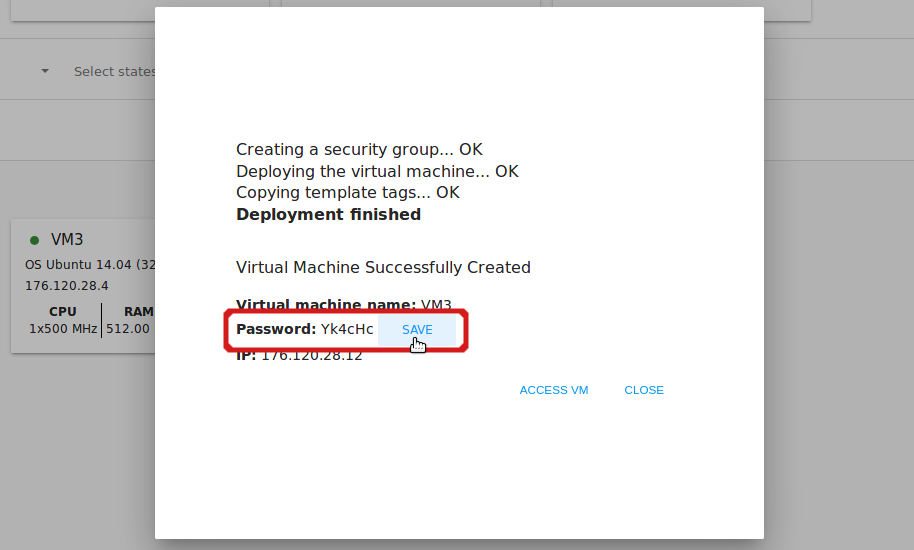 Select states
Creating a security group... OK
Deploying the virtual machine... OK
Copying template tags... OK
Deployment finished
VM3
OS Ubuntu 14.04 (32
176.120.28.4
CPU RAM
1x500 MHz 512.00
Virtual Machine Successfully Created
Virtual machine name: VM3
Password: Yk4cHc SAVE
IP: 176.120.28.12
ACCESS VM CLOSE